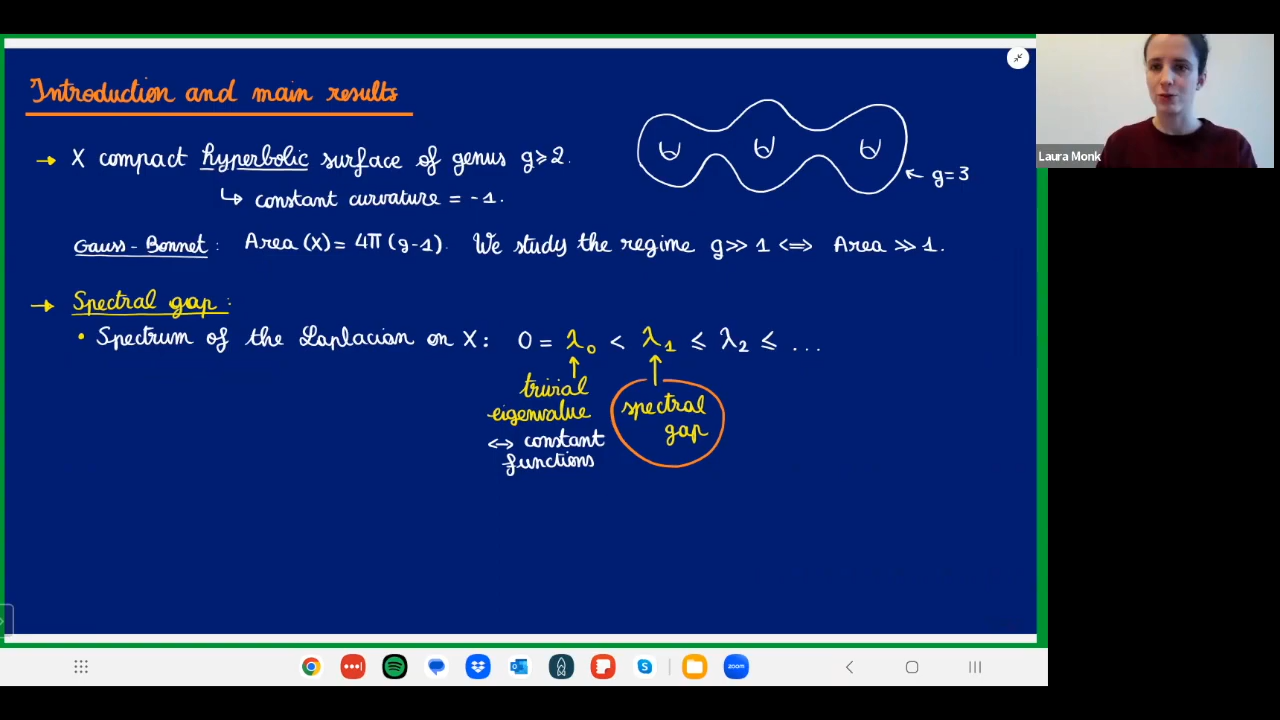 Introduction and main results
→ X compact hyperbolic surface of genus g ≥ 2.
↳ constant curvature = -1.
← g=3
Gauss-Bonnet: Area (X) = 4π (g-1). We study the regime g ≫ 1 ⟺ Area ≫ 1.
→ Spectral gap:
• Spectrum of the Laplacian on X: 0 = λ₀ < λ₁ ≤ λ₂ ≤ ...
trivial
eigenvalue
↔ constant
functions
spectral
gap
Laura Monk
zoom